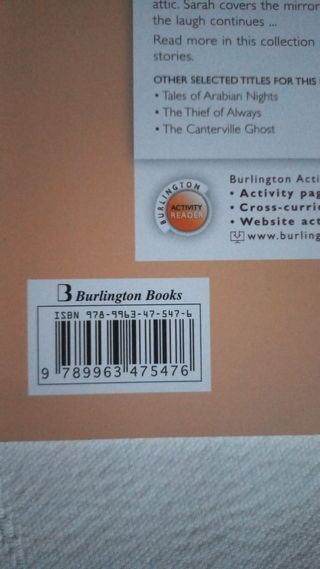 attic. Sarah covers the mirror
the laugh continues ...
Read more in this collection
stories.
OTHER SELECTED TITLES FOR THIS
• Tales of Arabian Nights
• The Thief of Always
• The Canterville Ghost
BURLINGTON
ACTIVITY
READER
Burlington Acti
• Activity pag
• Cross-curri
• Website act
www.burling
B Burlington Books
ISBN 978-9963-47-547-6
9 789963 475476